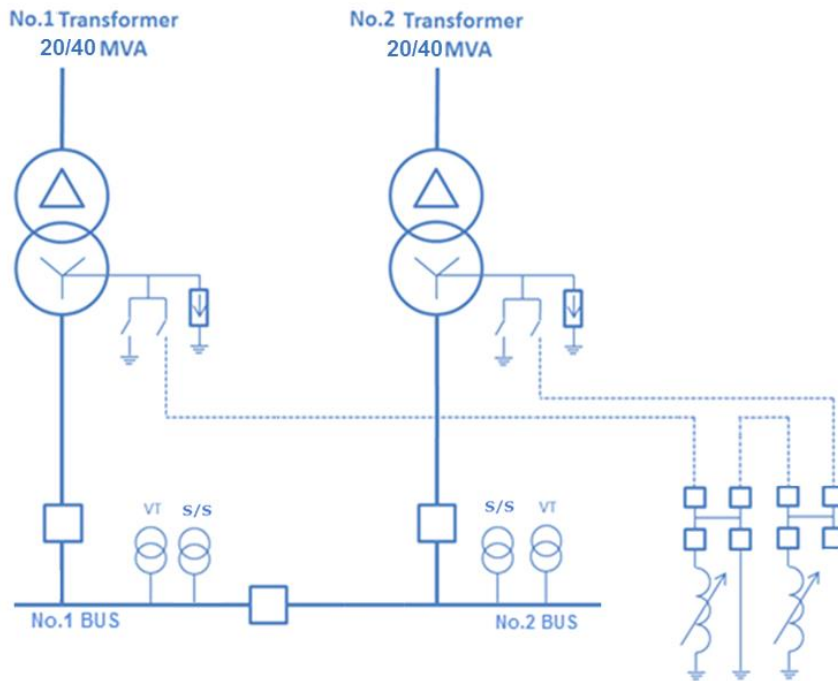 No.1 Transformer
20/40 MVA
No.2 Transformer
20/40 MVA
VT
S/S
S/S
VT
No.1 BUS
No.2 BUS